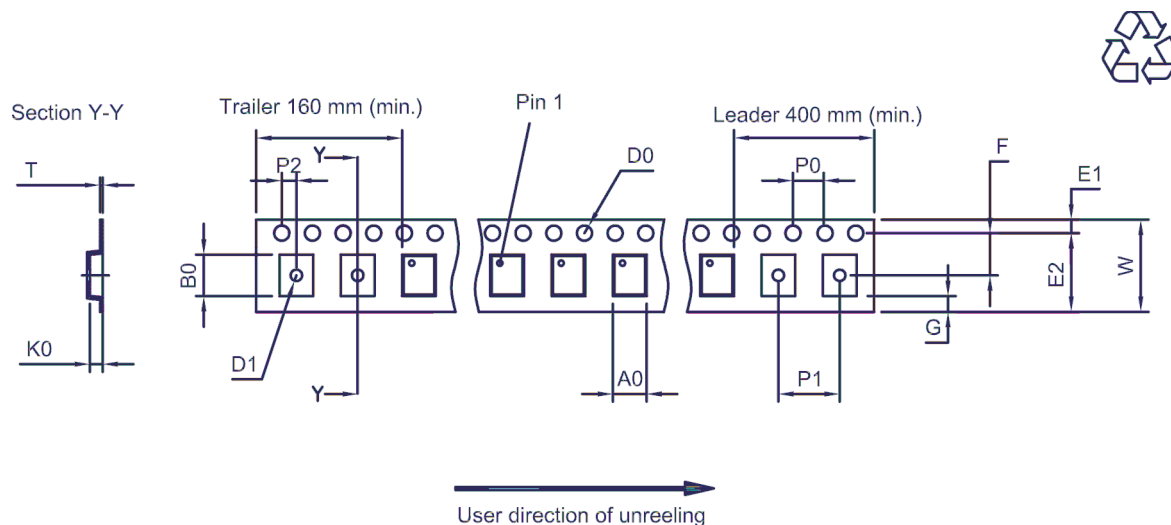 Section Y-Y
Trailer 160 mm (min.)
Pin 1
Leader 400 mm (min.)
T
P2
Y
D0
P0
F
E1
B0
E2
W
K0
D1
Y
A0
P1
G
User direction of unreeling